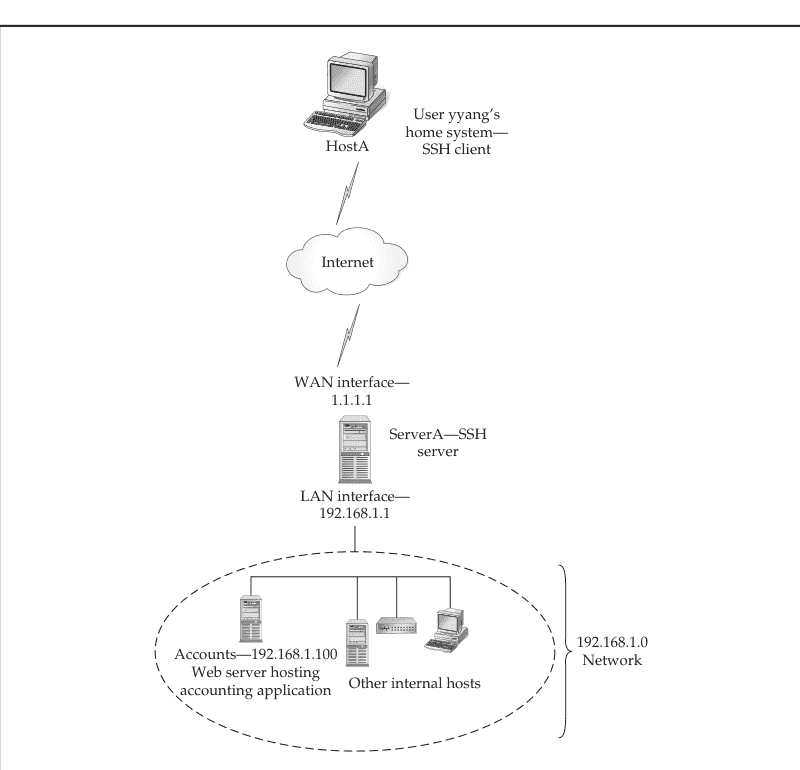 User yyang's
home system—
SSH client
HostA
Internet
WAN interface—
1.1.1.1
ServerA—SSH
server
LAN interface—
192.168.1.1
Accounts—192.168.1.100
Web server hosting
accounting application
Other internal hosts
192.168.1.0
Network